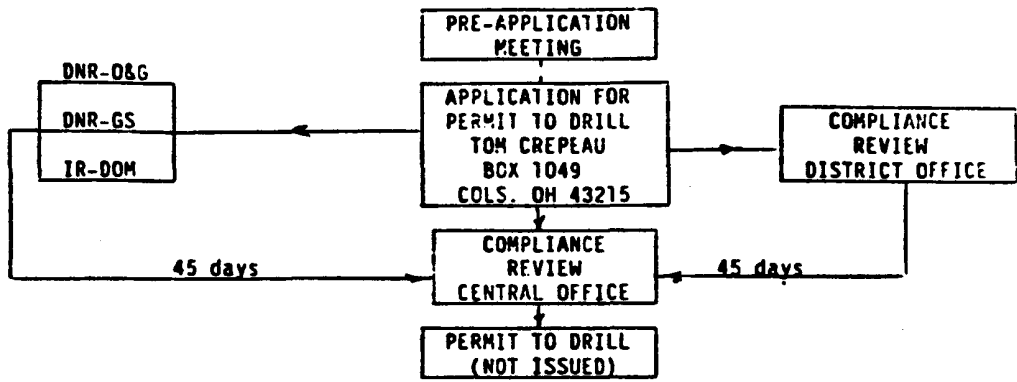 PRE-APPLICATION
MEETING
DNR-O&G
DNR-GS
IR-DOM
APPLICATION FOR
PERMIT TO DRILL
TOM CREPEAU
BOX 1049
COLS. OH 43215
COMPLIANCE
REVIEW
DISTRICT OFFICE
45 days
COMPLIANCE
REVIEW
CENTRAL OFFICE
45 days
PERMIT TO DRILL
(NOT ISSUED)